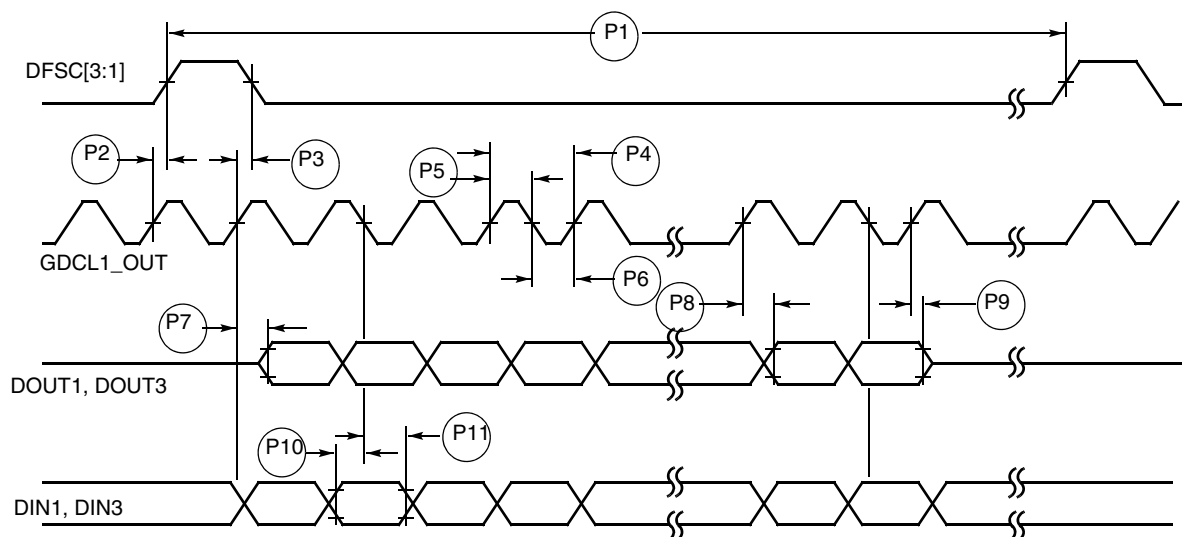 P1
DFSC[3:1]
P2
P3
P5
P4
GDCL1_OUT
P6
P8
P9
P7
DOUT1, DOUT3
P10
P11
DIN1, DIN3